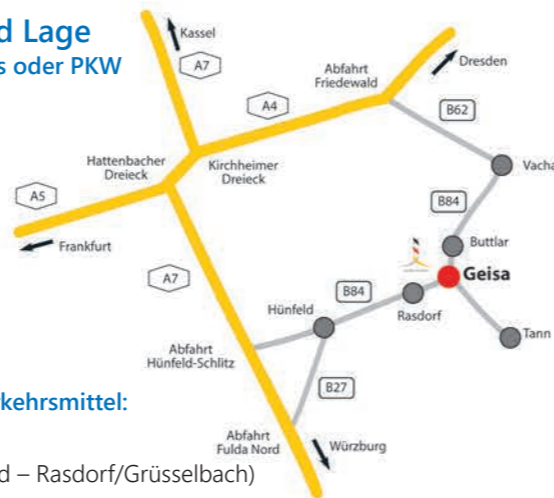 d Lage
s oder PKW
Kassel
A7
Abfahrt
Friedewald
Dresden
A4
B62
Hattenbacher
Dreieck
Kirchheimer
Dreieck
Vacha
A5
B84
Frankfurt
Buttlar
A7
Geisa
B84
Hünfeld
Rasdorf
Tann
Abfahrt
Hünfeld-Schlitz
B27
kehrsmittel:
Abfahrt
Fulda Nord
Würzburg
d – Rasdorf/Grüsselbach)